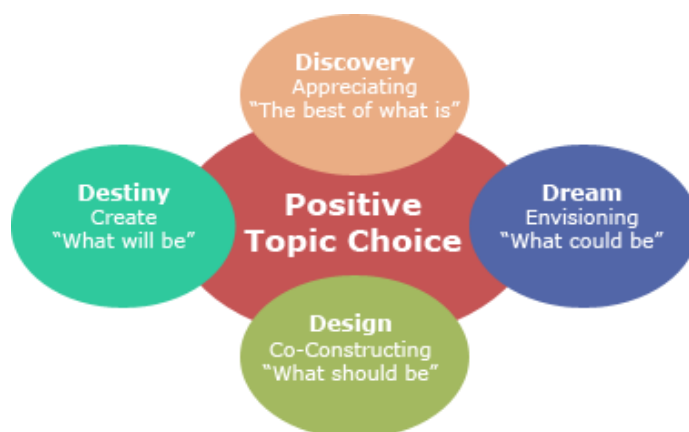 Discovery
Appreciating
“The best of what is”
Destiny
Create
“What will be”
Positive
Topic Choice
Dream
Envisioning
“What could be”
Design
Co-Constructing
“What should be”